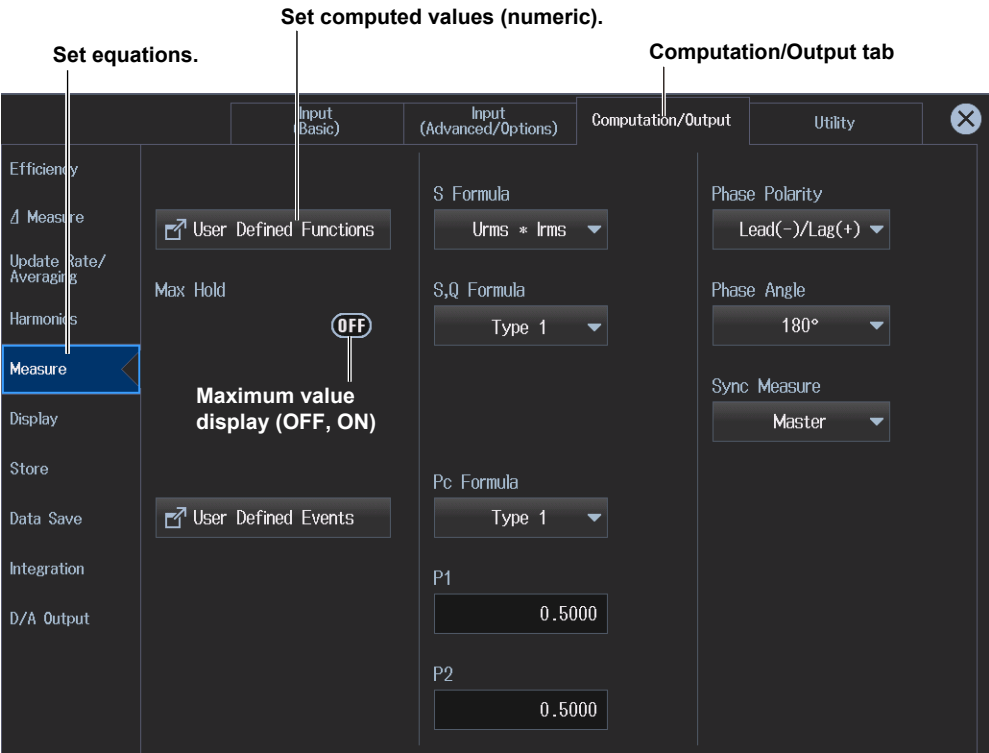 Set computed values (numeric).
Set equations.
Computation/Output tab
Input
(Basic)
Input
(Advanced/Options)
Computation/Output
Utility
Efficiency
Δ Measure
Update Rate/
Averaging
Harmonics
Measure
Display
Store
Data Save
Integration
D/A Output
User Defined Functions
Max Hold
OFF
Maximum value
display (OFF, ON)
User Defined Events
S Formula
Urms * Irms
S,Q Formula
Type 1
Pc Formula
Type 1
P1
0.5000
P2
0.5000
Phase Polarity
Lead(-)/Lag(+)
Phase Angle
180°
Sync Measure
Master